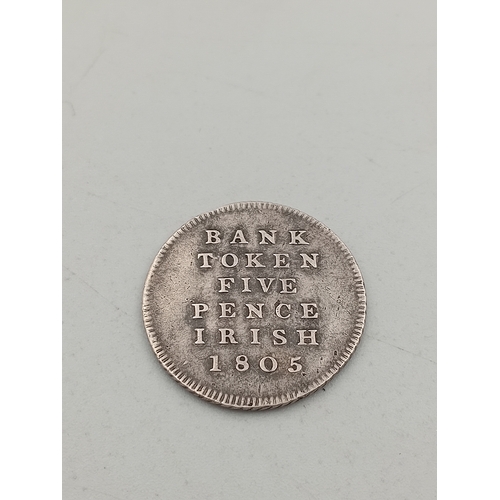 BANK
TOKEN
FIVE
PENCE
IRISH
1805